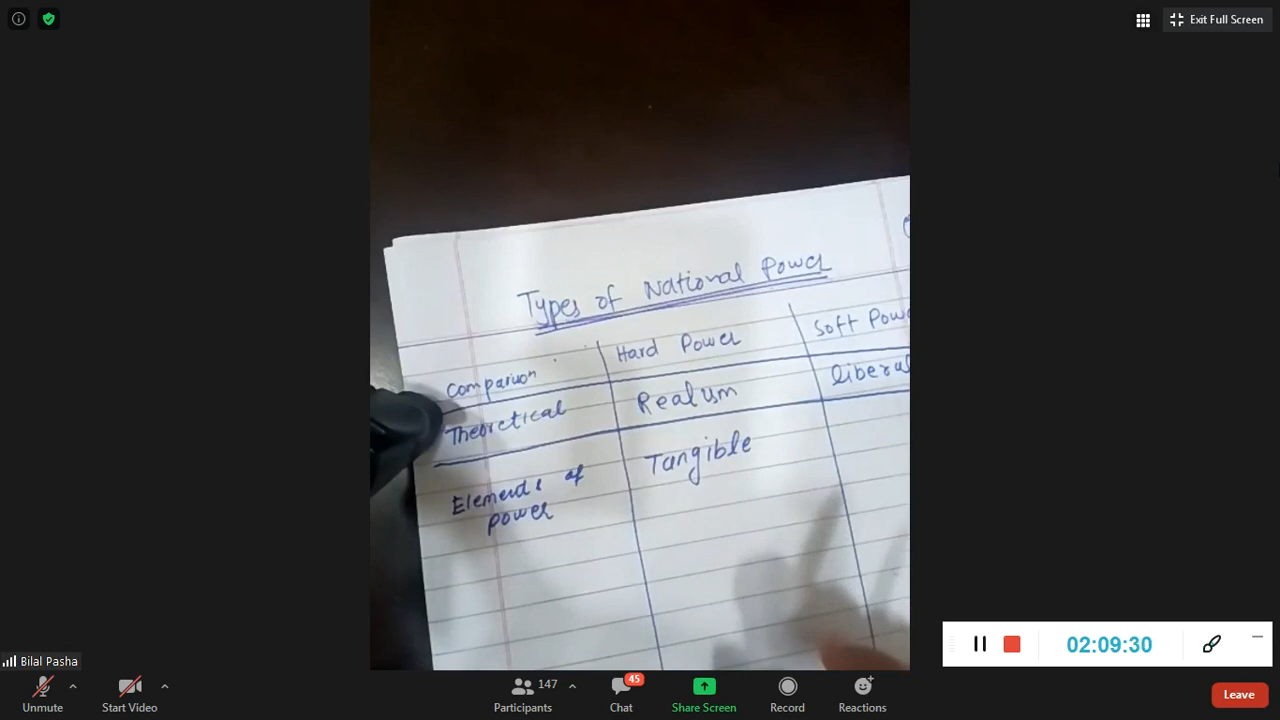 Exit Full Screen
Types of National Power
Comparison
Hard Power
Soft Pow
Theoretical
Realism
liberal
Elements of
power
Tangible
Bilal Pasha
02:09:30
Unmute
Start Video
147
Participants
45
Chat
Share Screen
Record
Reactions
Leave